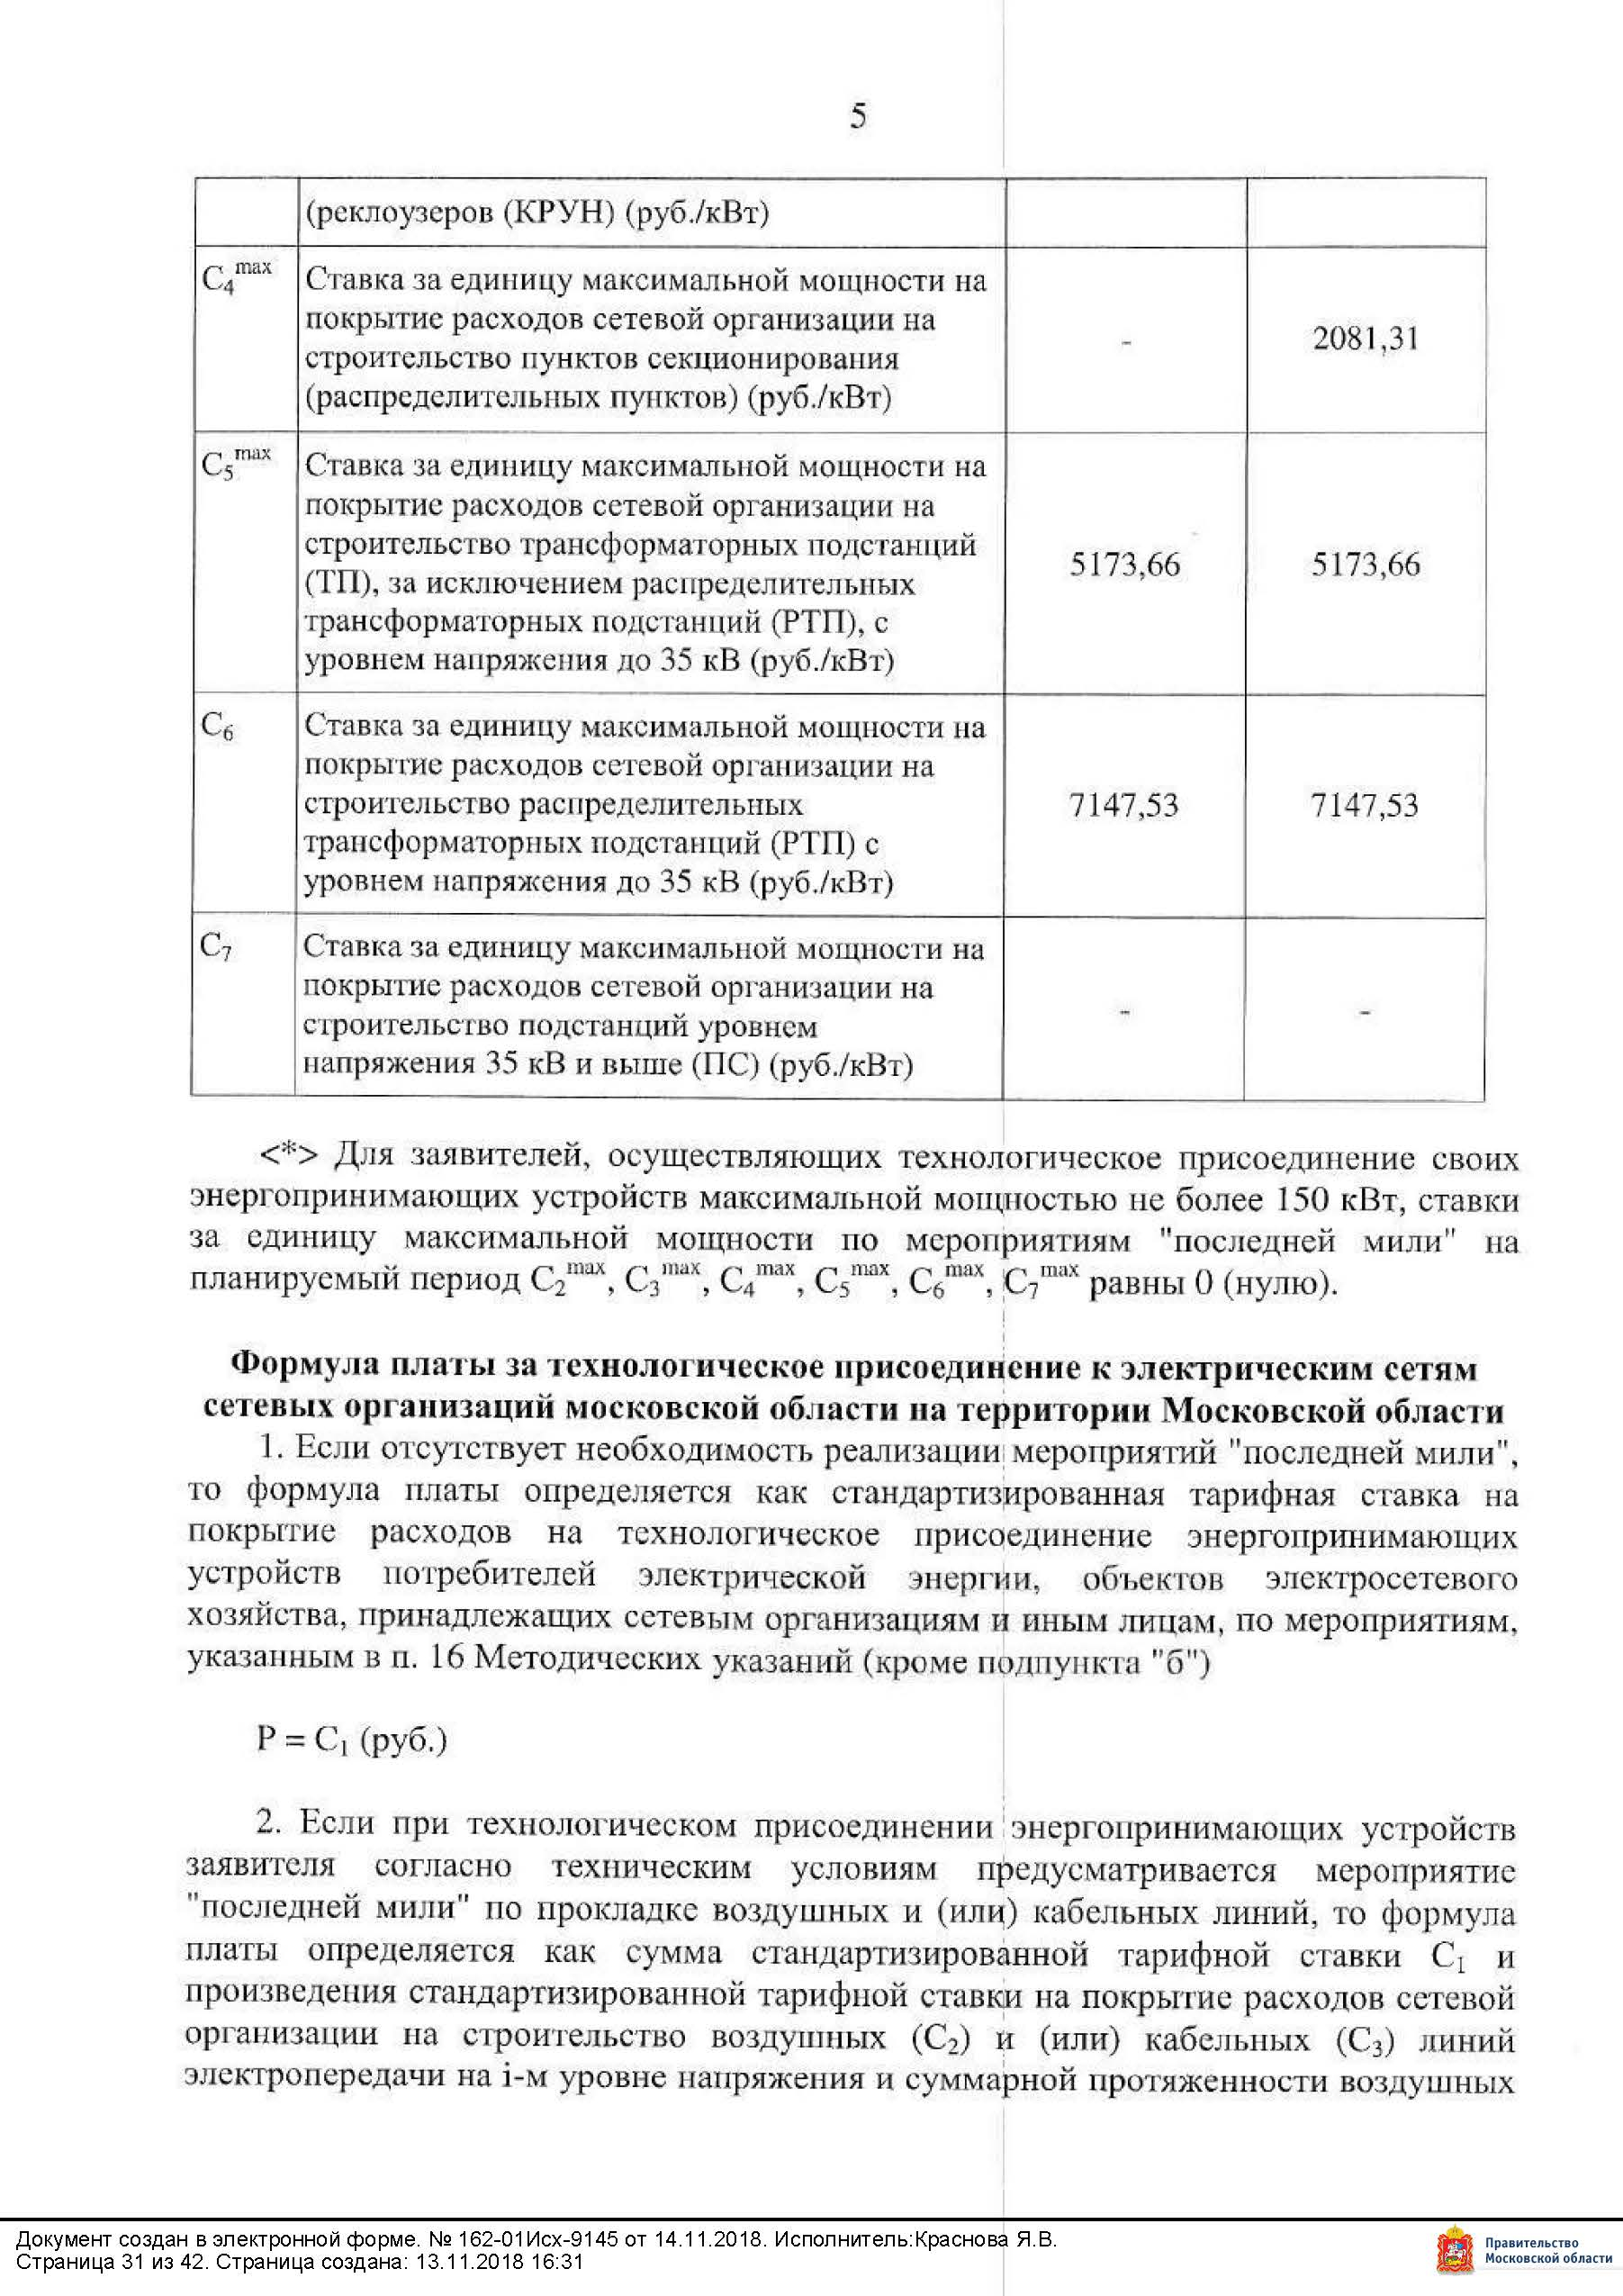 5
(реклоузеров (КРУН) (руб./кВт)
C₄ᵐᵃˣ
Ставка за единицу максимальной мощности на
покрытие расходов сетевой организации на
строительство пунктов секционирования
(распределительных пунктов) (руб./кВт)
-
2081,31
C₅ᵐᵃˣ
Ставка за единицу максимальной мощности на
покрытие расходов сетевой организации на
строительство трансформаторных подстанций
(ТП), за исключением распределительных
трансформаторных подстанций (РТП), с
уровнем напряжения до 35 кВ (руб./кВт)
5173,66
5173,66
C₆
Ставка за единицу максимальной мощности на
покрытие расходов сетевой организации на
строительство распределительных
трансформаторных подстанций (РТП) с
уровнем напряжения до 35 кВ (руб./кВт)
7147,53
7147,53
C₇
Ставка за единицу максимальной мощности на
покрытие расходов сетевой организации на
строительство подстанций уровнем
напряжения 35 кВ и выше (ПС) (руб./кВт)
-
-
<*> Для заявителей, осуществляющих технологическое присоединение своих
энергопринимающих устройств максимальной мощностью не более 150 кВт, ставки
за единицу максимальной мощности по мероприятиям "последней мили" на
планируемый период C₂ᵐᵃˣ, C₃ᵐᵃˣ, C₄ᵐᵃˣ, C₅ᵐᵃˣ, C₆ᵐᵃˣ, C₇ᵐᵃˣ равны 0 (нулю).
Формула платы за технологическое присоединение к электрическим сетям
сетевых организаций московской области на территории Московской области
1. Если отсутствует необходимость реализации мероприятий "последней мили",
то формула платы определяется как стандартизированная тарифная ставка на
покрытие расходов на технологическое присоединение энергопринимающих
устройств потребителей электрической энергии, объектов электросетевого
хозяйства, принадлежащих сетевым организациям и иным лицам, по мероприятиям,
указанным в п. 16 Методических указаний (кроме подпункта "б")
P = C₁ (руб.)
2. Если при технологическом присоединении энергопринимающих устройств
заявителя согласно техническим условиям предусматривается мероприятие
"последней мили" по прокладке воздушных и (или) кабельных линий, то формула
платы определяется как сумма стандартизированной тарифной ставки C₁ и
произведения стандартизированной тарифной ставки на покрытие расходов сетевой
организации на строительство воздушных (C₂) и (или) кабельных (C₃) линий
электропередачи на i-м уровне напряжения и суммарной протяженности воздушных
Документ создан в электронной форме. № 162-01Исх-9145 от 14.11.2018. Исполнитель:Краснова Я.В.
Страница 31 из 42. Страница создана: 13.11.2018 16:31
Правительство
Московской области